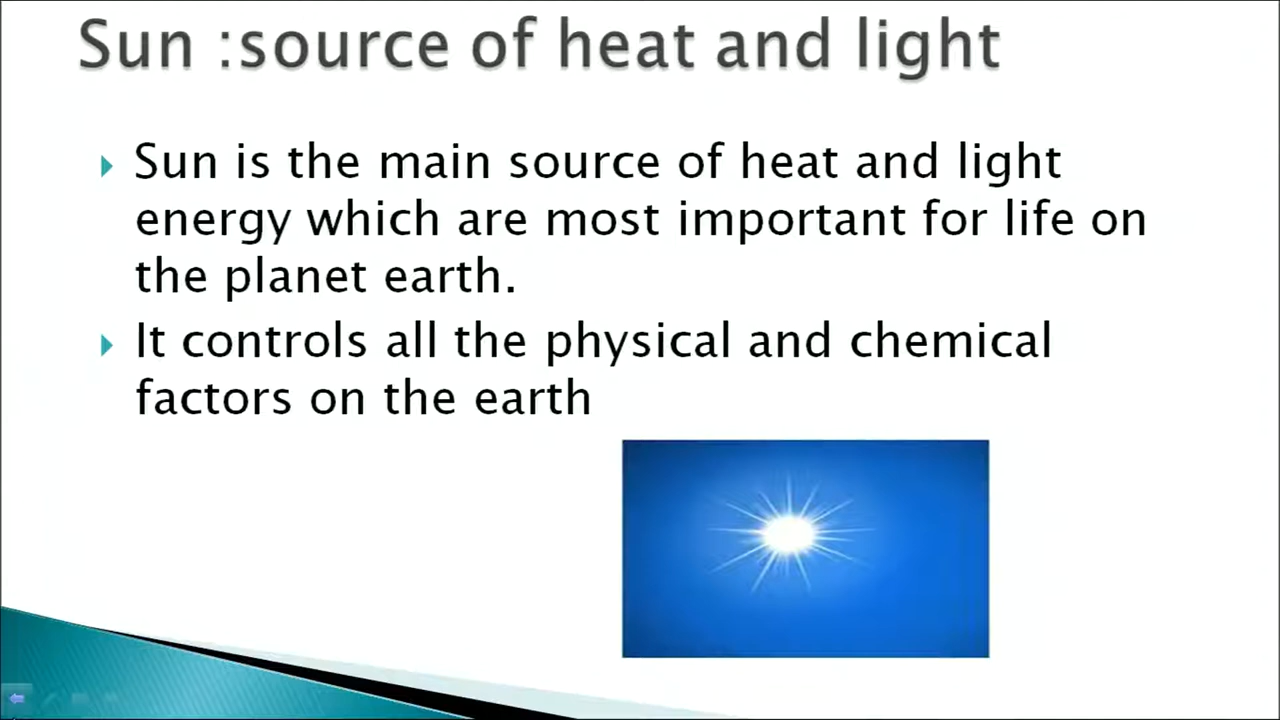 Sun :source of heat and light
Sun is the main source of heat and light
energy which are most important for life on
the planet earth.
It controls all the physical and chemical
factors on the earth